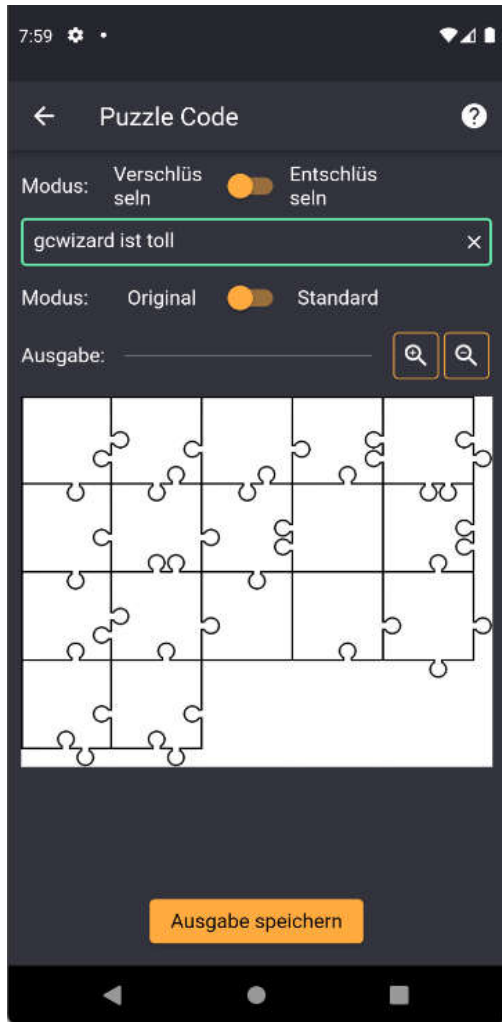 7:59
Puzzle Code
Modus: Verschlüs
seln
Entschlüs
seln
gcwizard ist toll
Modus: Original Standard
Ausgabe:
Ausgabe speichern